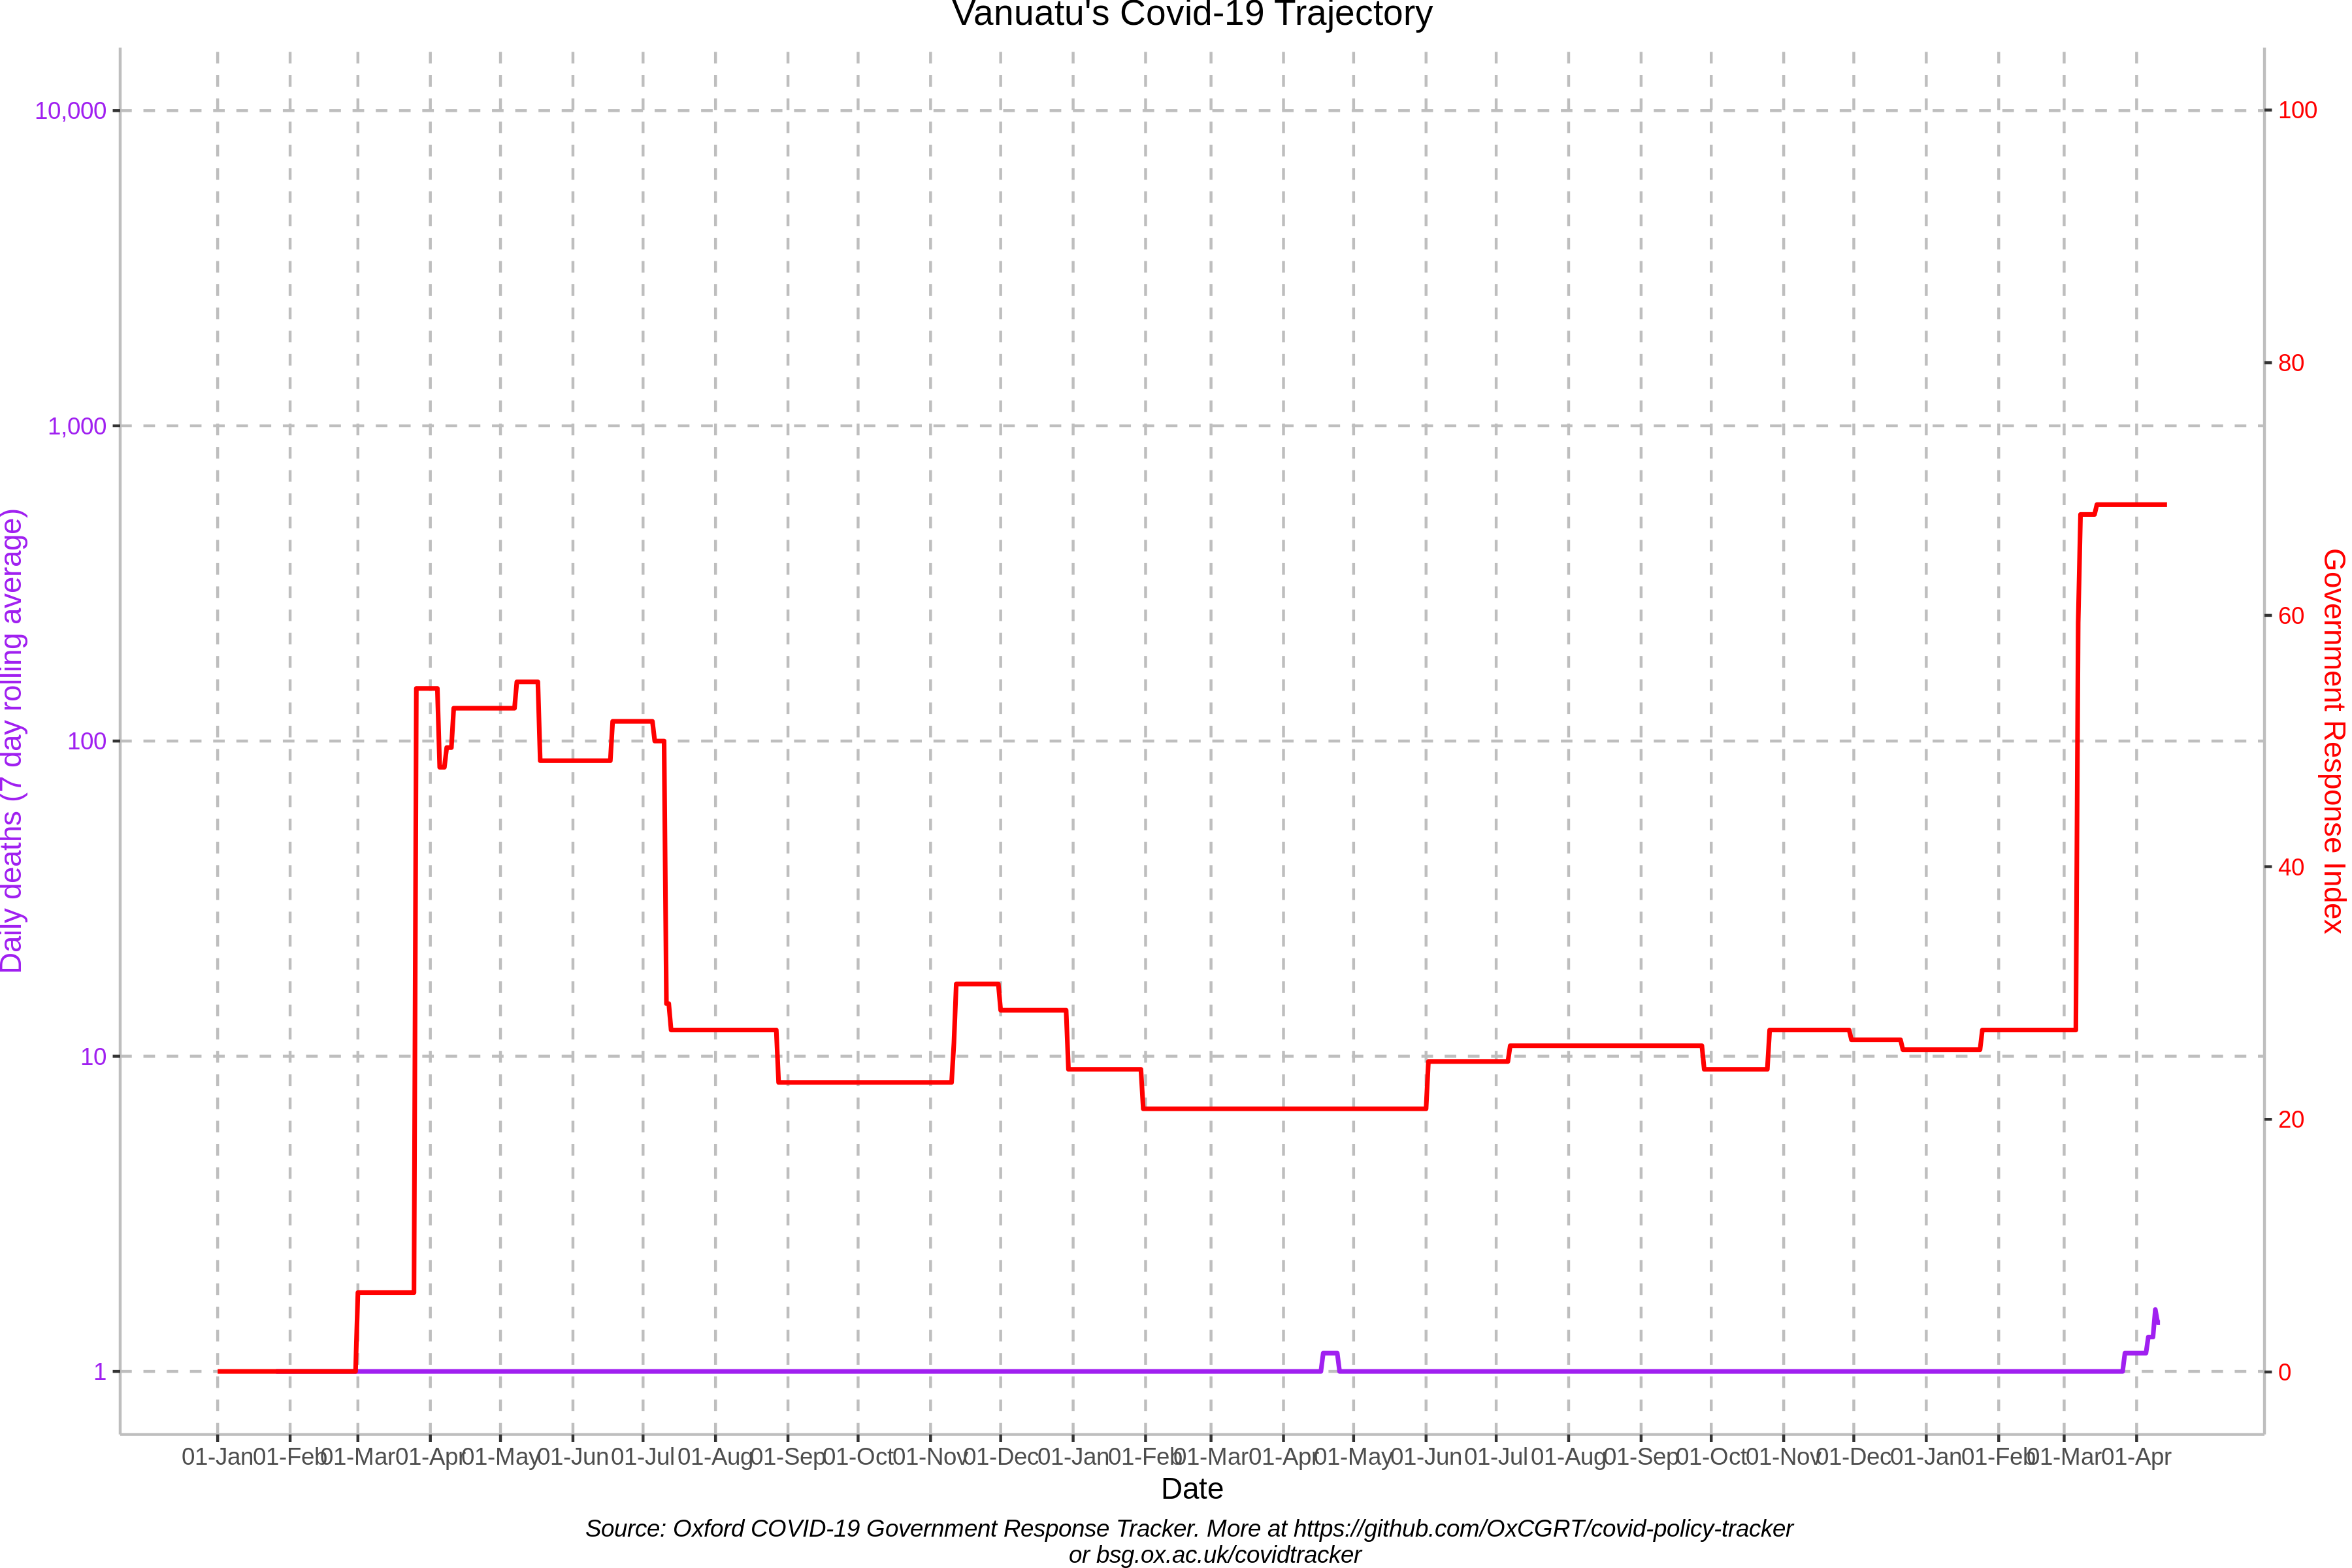 Vanuatu's Covid-19 Trajectory
10,000
1,000
100
10
1
Daily deaths (7 day rolling average)
100
80
60
40
20
0
Government Response Index
01-Jan 01-Feb 01-Mar 01-Apr 01-May 01-Jun 01-Jul 01-Aug 01-Sep 01-Oct 01-Nov 01-Dec 01-Jan 01-Feb 01-Mar 01-Apr 01-May 01-Jun 01-Jul 01-Aug 01-Sep 01-Oct 01-Nov 01-Dec 01-Jan 01-Feb 01-Mar 01-Apr
Date
Source: Oxford COVID-19 Government Response Tracker. More at https://github.com/OxCGRT/covid-policy-tracker
or bsg.ox.ac.uk/covidtracker